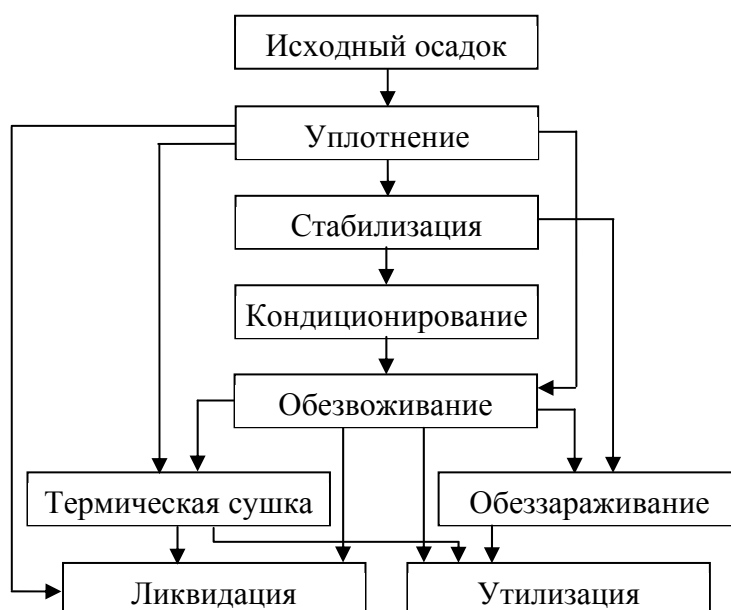 Исходный осадок
Уплотнение
Стабилизация
Кондиционирование
Обезвоживание
Термическая сушка
Обеззараживание
Ликвидация
Утилизация